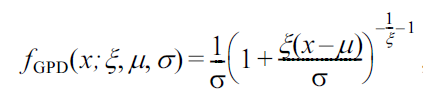 f_GPD(x; ξ, μ, σ) = 1/σ (1 + ξ(x−μ)/σ)^(−1/ξ −1),